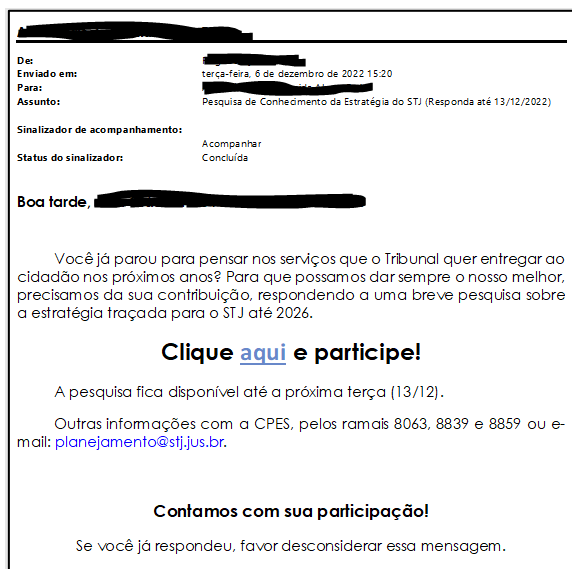 De:
Enviado em: terça-feira, 6 de dezembro de 2022 15:20
Para:
Assunto: Pesquisa de Conhecimento da Estratégia do STJ (Responda até 13/12/2022)
Sinalizador de acompanhamento:
Acompanhar
Status do sinalizador: Concluída
Boa tarde,
Você já parou para pensar nos serviços que o Tribunal quer entregar ao
cidadão nos próximos anos? Para que possamos dar sempre o nosso melhor,
precisamos da sua contribuição, respondendo a uma breve pesquisa sobre
a estratégia traçada para o STJ até 2026.
Clique aqui e participe!
A pesquisa fica disponível até a próxima terça (13/12).
Outras informações com a CPES, pelos ramais 8063, 8839 e 8859 ou e-
mail: planejamento@stj.jus.br.
Contamos com sua participação!
Se você já respondeu, favor desconsiderar essa mensagem.